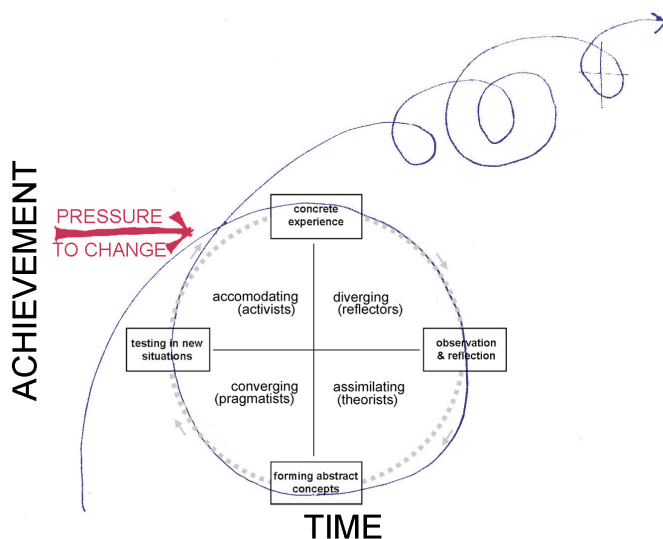 ACHIEVEMENT
PRESSURE
TO CHANGE
concrete
experience
accomodating
(activists)
diverging
(reflectors)
testing in new
situations
observation
& reflection
converging
(pragmatists)
assimilating
(theorists)
forming abstract
concepts
TIME